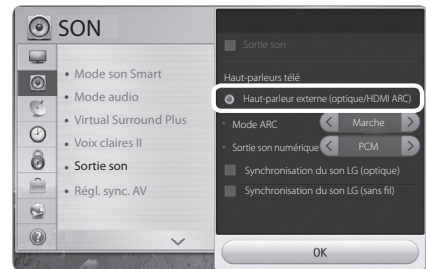 SON
• Mode son Smart
• Mode audio
• Virtual Surround Plus
• Voix claires II
• Sortie son
• Régl. sync. AV
Sortie son
Haut-parleurs télé
Haut-parleur externe (optique/HDMI ARC)
• Mode ARC < Marche >
• Sortie son numérique < PCM >
Synchronisation du son LG (optique)
Synchronisation du son LG (sans fil)
OK